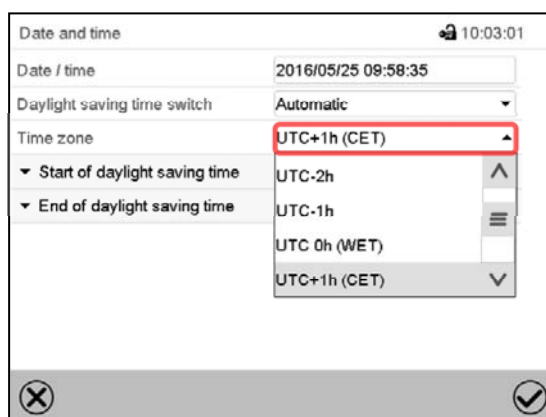 Date and time 10:03:01
Date / time 2016/05/25 09:58:35
Daylight saving time switch Automatic
Time zone UTC+1h (CET)
Start of daylight saving time UTC-2h
UTC-1h
End of daylight saving time
UTC 0h (WET)
UTC+1h (CET)